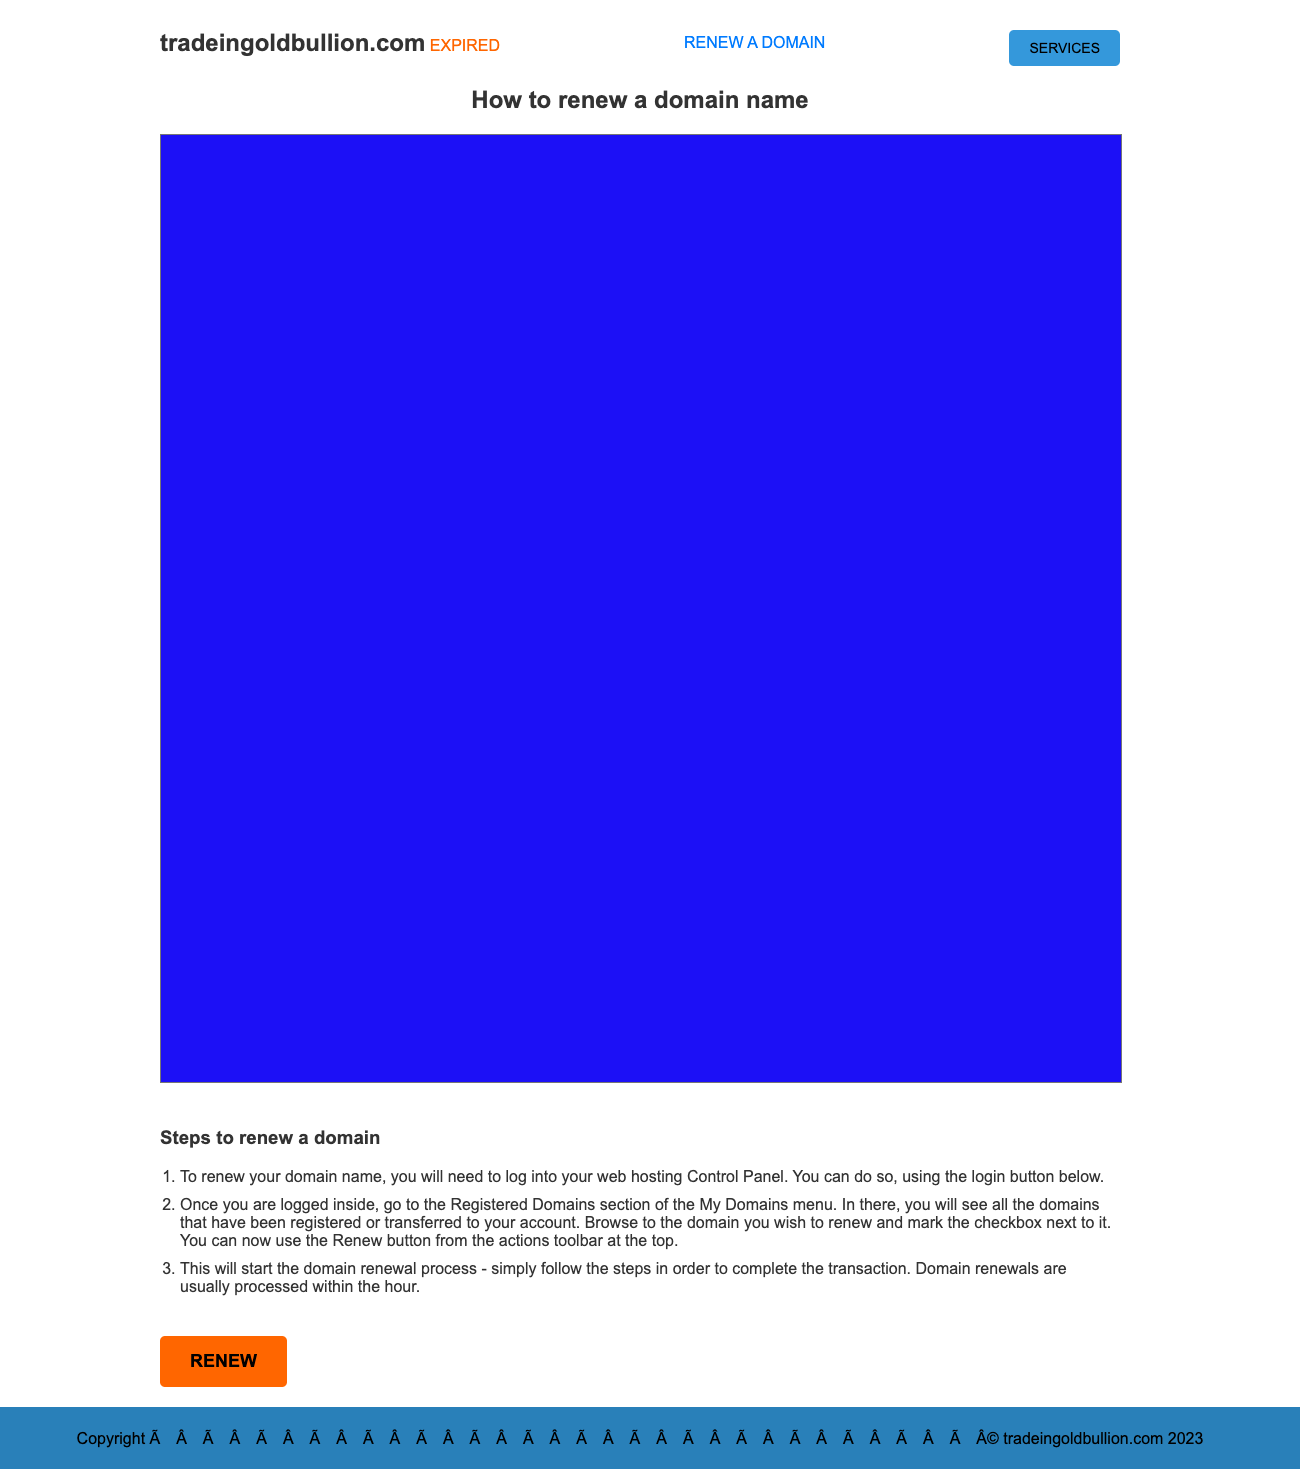 tradeingoldbullion.com EXPIRED RENEW A DOMAIN SERVICES
How to renew a domain name
Steps to renew a domain
1. To renew your domain name, you will need to log into your web hosting Control Panel. You can do so, using the login button below.
2. Once you are logged inside, go to the Registered Domains section of the My Domains menu. In there, you will see all the domains
that have been registered or transferred to your account. Browse to the domain you wish to renew and mark the checkbox next to it.
You can now use the Renew button from the actions toolbar at the top.
3. This will start the domain renewal process - simply follow the steps in order to complete the transaction. Domain renewals are
usually processed within the hour.
RENEW
Copyright Ã Â Ã Â Ã Â Ã Â Ã Â Ã Â Ã Â Ã Â Ã Â Ã Â Ã Â Ã Â Ã Â Ã Â Ã Â Ã Â© tradeingoldbullion.com 2023